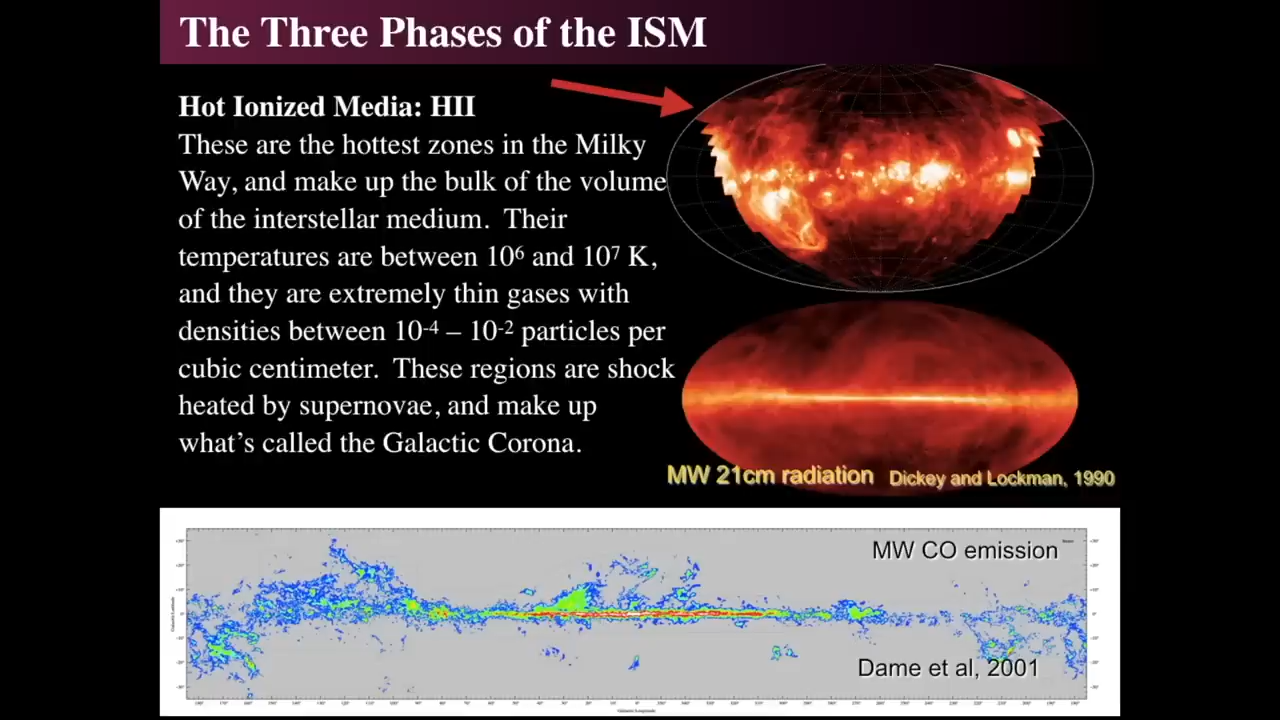 The Three Phases of the ISM
Hot Ionized Media: HII
These are the hottest zones in the Milky
Way, and make up the bulk of the volume
of the interstellar medium. Their
temperatures are between 10⁶ and 10⁷ K,
and they are extremely thin gases with
densities between 10⁻⁴ – 10⁻² particles per
cubic centimeter. These regions are shock
heated by supernovae, and make up
what's called the Galactic Corona.
MW 21cm radiation Dickey and Lockman, 1990
MW CO emission
Dame et al, 2001
Galactic Longitude